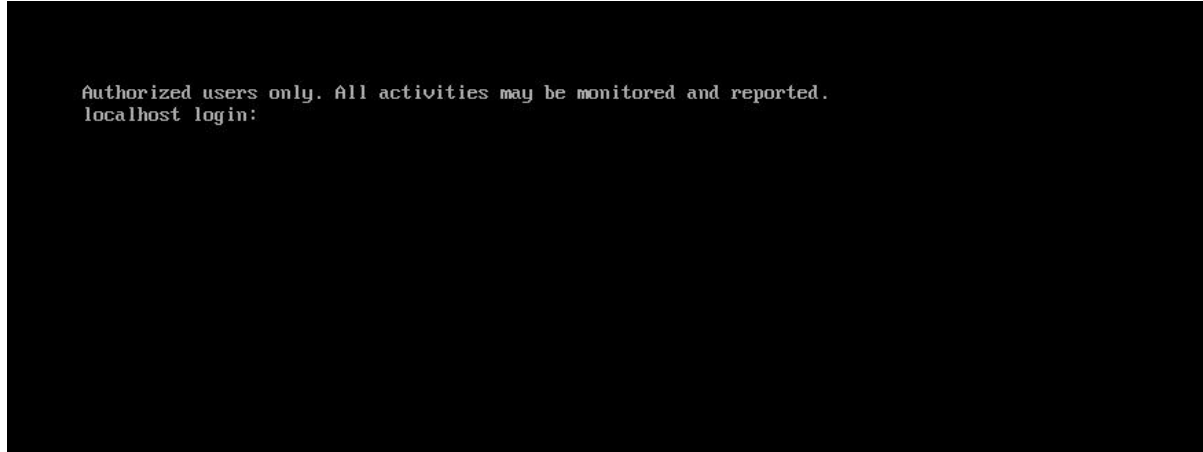 Authorized users only. All activities may be monitored and reported.
localhost login: